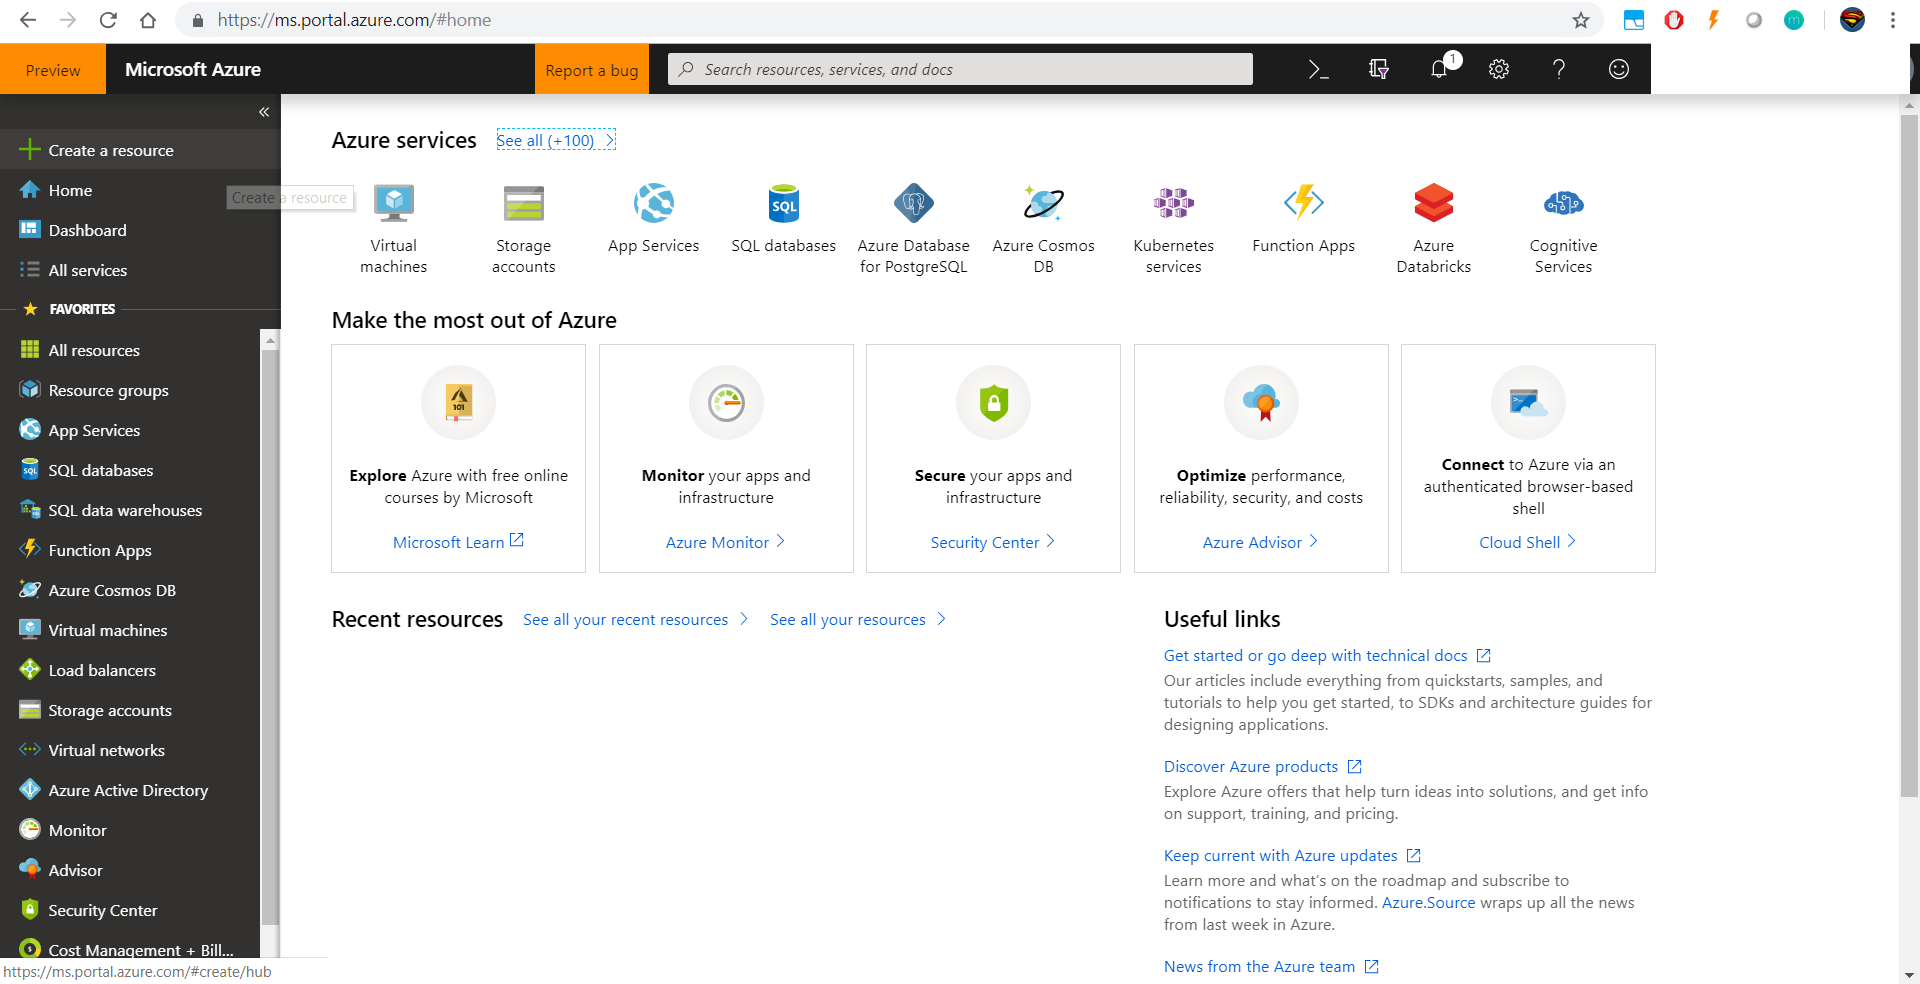 https://ms.portal.azure.com/#home
m
Preview
Microsoft Azure
Report a bug
Search resources, services, and docs
1
Create a resource
Home
Create a resource
Dashboard
All services
FAVORITES
All resources
Resource groups
App Services
SQL
SQL databases
SQL data warehouses
Function Apps
Azure Cosmos DB
Virtual machines
Load balancers
Storage accounts
Virtual networks
Azure Active Directory
Monitor
Advisor
Security Center
Cost Management + Bill...
https://ms.portal.azure.com/#create/hub
Azure services
See all (+100)
Virtual
machines
Storage
accounts
App Services
SQL
SQL databases
Azure Database
for PostgreSQL
Azure Cosmos
DB
Kubernetes
services
Function Apps
Azure
Databricks
Cognitive
Services
Make the most out of Azure
101
Explore Azure with free online
courses by Microsoft
Microsoft Learn
Monitor your apps and
infrastructure
Azure Monitor
Secure your apps and
infrastructure
Security Center
Optimize performance,
reliability, security, and costs
Azure Advisor
Connect to Azure via an
authenticated browser-based
shell
Cloud Shell
Recent resources
See all your recent resources
See all your resources
Useful links
Get started or go deep with technical docs
Our articles include everything from quickstarts, samples, and
tutorials to help you get started, to SDKs and architecture guides for
designing applications.
Discover Azure products
Explore Azure offers that help turn ideas into solutions, and get info
on support, training, and pricing.
Keep current with Azure updates
Learn more and what's on the roadmap and subscribe to
notifications to stay informed. Azure.Source wraps up all the news
from last week in Azure.
News from the Azure team